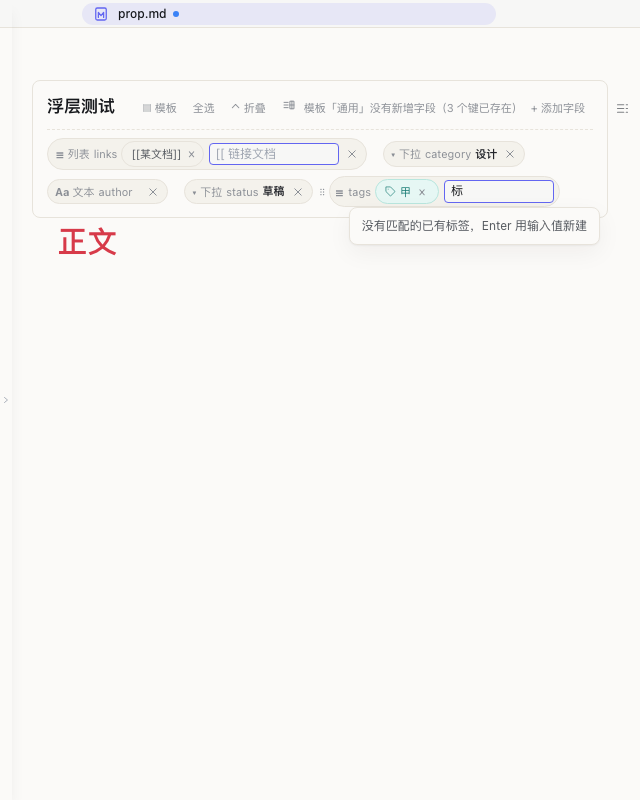 prop.md
浮层测试 模板 全选 折叠 模板「通用」没有新增字段（3 个键已存在） + 添加字段
列表 links [[某文档]] × [[ 链接文档 × 下拉 category 设计 ×
Aa 文本 author × 下拉 status 草稿 × tags 甲 × 标
没有匹配的已有标签，Enter 用输入值新建
正文